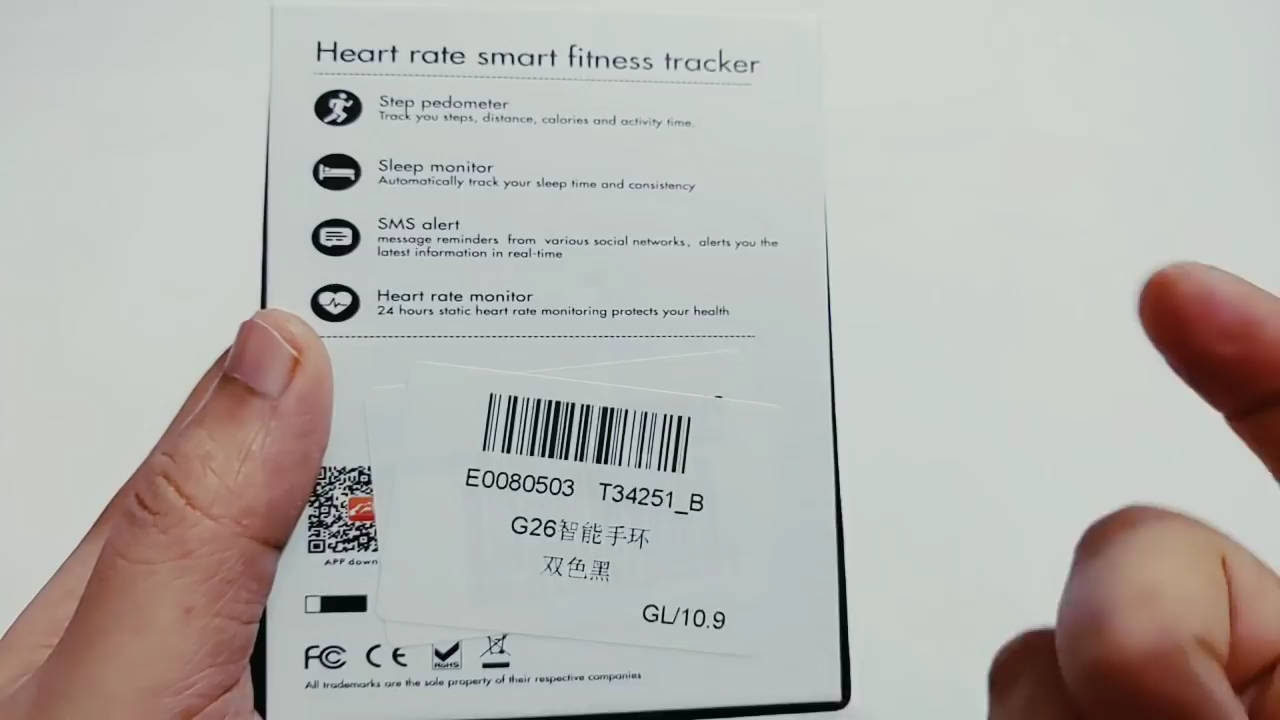 Heart rate smart fitness tracker
Step pedometer
Track you steps, distance, calories and activity time.
Sleep monitor
Automatically track your sleep time and consistency
SMS alert
message reminders from various social networks, alerts you the
latest information in real-time
Heart rate monitor
24 hours static heart rate monitoring protects your health
E0080503 T34251_B
G26智能手环
双色黑
GL/10.9
APP down
FC CE RoHS
All trademarks are the sole property of their respective companies